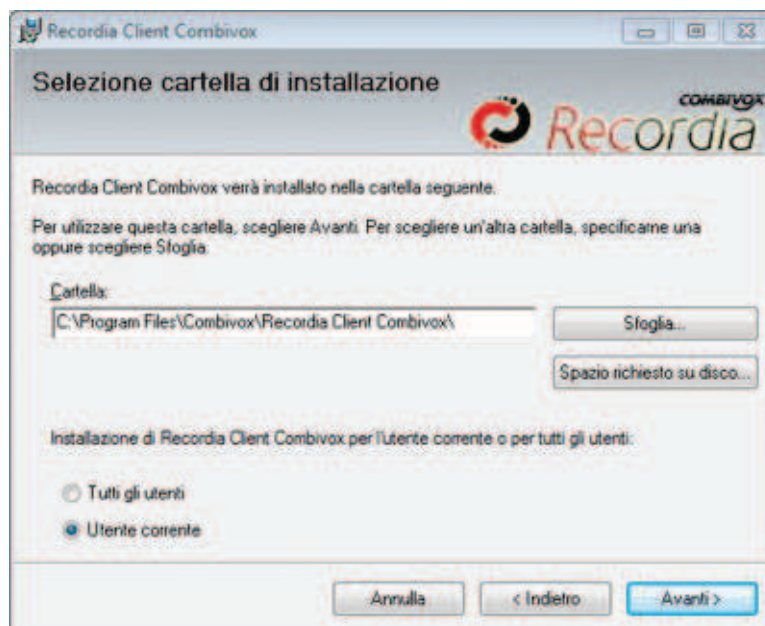 Recordia Client Combivox
Selezione cartella di installazione
COMBIVOX
Recordia
Recordia Client Combivox verrà installato nella cartella seguente.
Per utilizzare questa cartella, scegliere Avanti. Per scegliere un'altra cartella, specificarne una
oppure scegliere Sfoglia.
Cartella:
C:\Program Files\Combivox\Recordia Client Combivox\
Sfoglia...
Spazio richiesto su disco...
Installazione di Recordia Client Combivox per l'utente corrente o per tutti gli utenti:
Tutti gli utenti
Utente corrente
Annulla
< Indietro
Avanti >